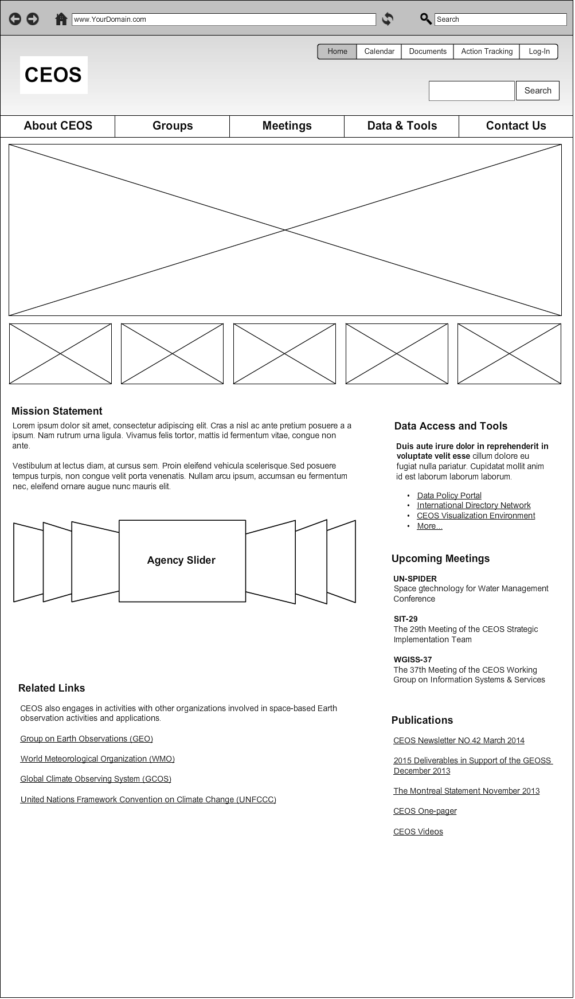 www.YourDomain.com
Search
Home
Calendar
Documents
Action Tracking
Log-In
CEOS
Search
About CEOS
Groups
Meetings
Data & Tools
Contact Us
Mission Statement
Lorem ipsum dolor sit amet, consectetur adipiscing elit. Cras a nisl ac ante pretium posuere a a
ipsum. Nam rutrum urna ligula. Vivamus felis tortor, mattis id fermentum vitae, congue non
ante.
Vestibulum at lectus diam, at cursus sem. Proin eleifend vehicula scelerisque.Sed posuere
tempus turpis, non congue velit porta venenatis. Nullam arcu ipsum, accumsan eu fermentum
nec, eleifend ornare augue nunc mauris elit.
Agency Slider
Related Links
CEOS also engages in activities with other organizations involved in space-based Earth
observation activities and applications.
Group on Earth Observations (GEO)
World Meteorological Organization (WMO)
Global Climate Observing System (GCOS)
United Nations Framework Convention on Climate Change (UNFCCC)
Data Access and Tools
Duis aute irure dolor in reprehenderit in
voluptate velit esse cillum dolore eu
fugiat nulla pariatur. Cupidatat mollit anim
id est laborum laborum laborum.
• Data Policy Portal
• International Directory Network
• CEOS Visualization Environment
• More...
Upcoming Meetings
UN-SPIDER
Space gtechnology for Water Management
Conference
SIT-29
The 29th Meeting of the CEOS Strategic
Implementation Team
WGISS-37
The 37th Meeting of the CEOS Working
Group on Information Systems & Services
Publications
CEOS Newsletter NO.42 March 2014
2015 Deliverables in Support of the GEOSS
December 2013
The Montreal Statement November 2013
CEOS One-pager
CEOS Videos